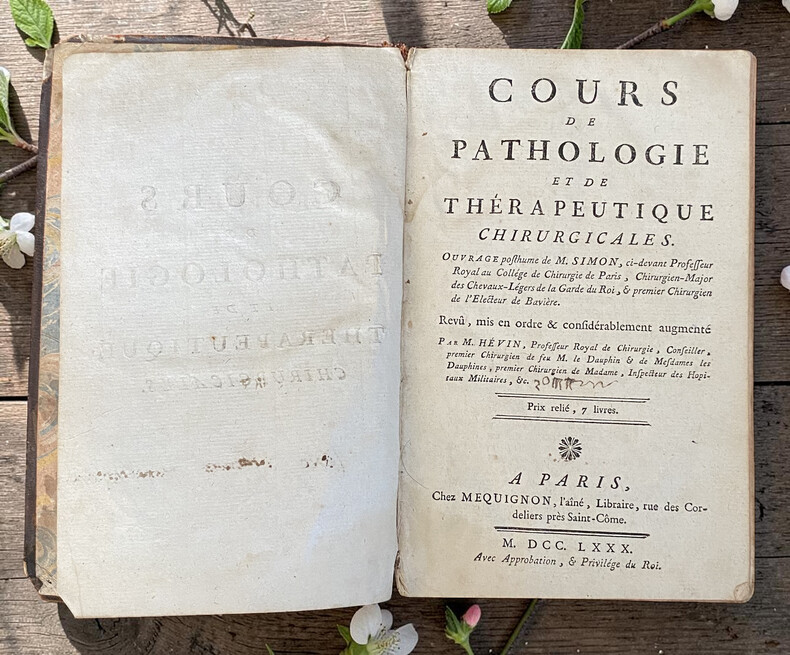 COURS
DE
PATHOLOGIE
ET DE
THÉRAPEUTIQUE
CHIRURGICALES.
OUVRAGE poſthume de M. SIMON, ci-devant Profeſſeur
Royal au Collége de Chirurgie de Paris, Chirurgien-Major
des Chevaux-Légers de la Garde du Roi, & premier Chirurgien
de l'Electeur de Bavière.
Revû, mis en ordre & conſidérablement augmenté
PAR M. HÉVIN, Profeſſeur Royal de Chirurgie, Conſeiller,
premier Chirurgien de feu M. le Dauphin & de Meſdames les
Dauphines, premier Chirurgien de Madame, Inſpecteur des Hopi-
taux Militaires, &c.
Prix relié, 7 livres.
A PARIS,
Chez MEQUIGNON, l'aîné, Libraire, rue des Cor-
deliers près Saint-Côme.
M. DCC. LXXX.
Avec Approbation, & Privilége du Roi.